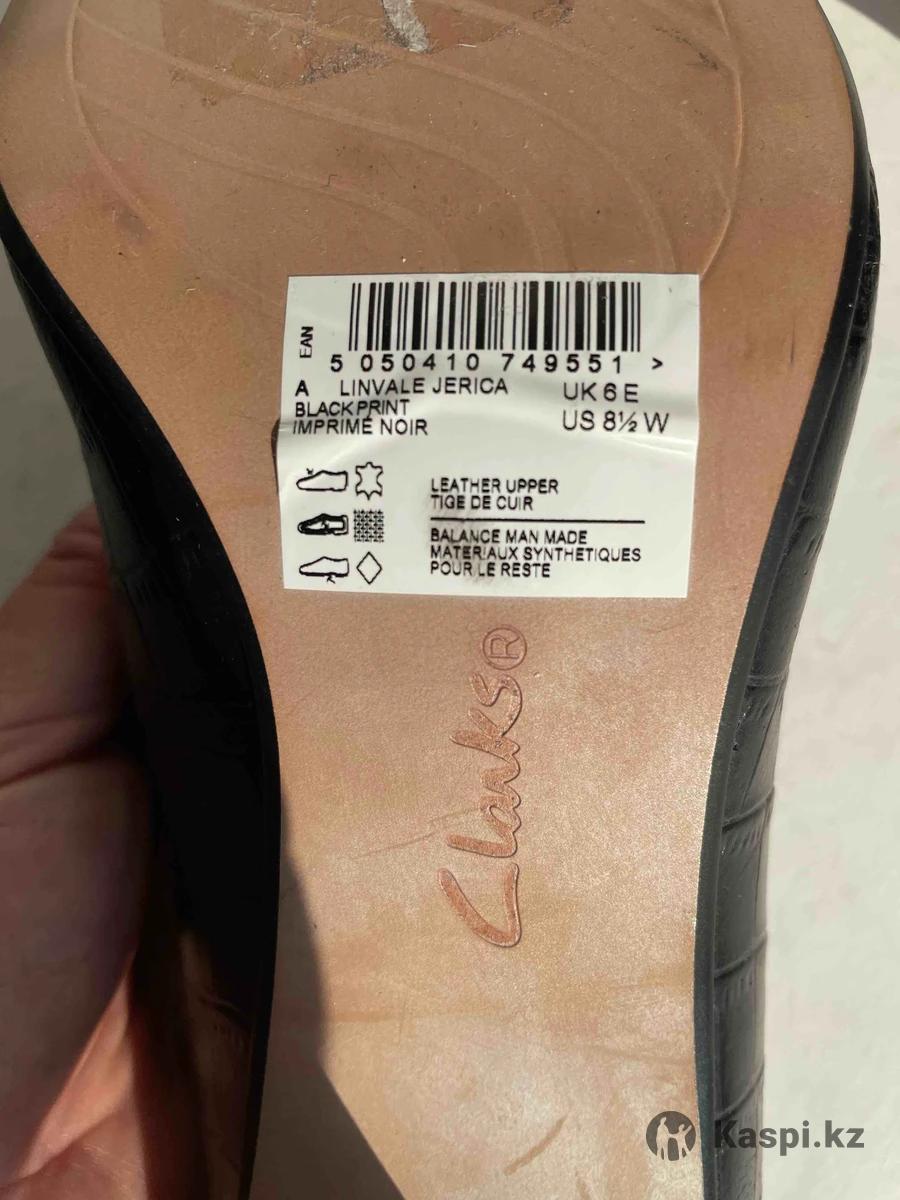 EAN
5 050410 749551 >
A LINVALE JERICA UK 6 E
BLACK PRINT
IMPRIMÉ NOIR US 8½ W
LEATHER UPPER
TIGE DE CUIR
BALANCE MAN MADE
MATERIAUX SYNTHETIQUES
POUR LE RESTE
Clarks®
Kaspi.kz